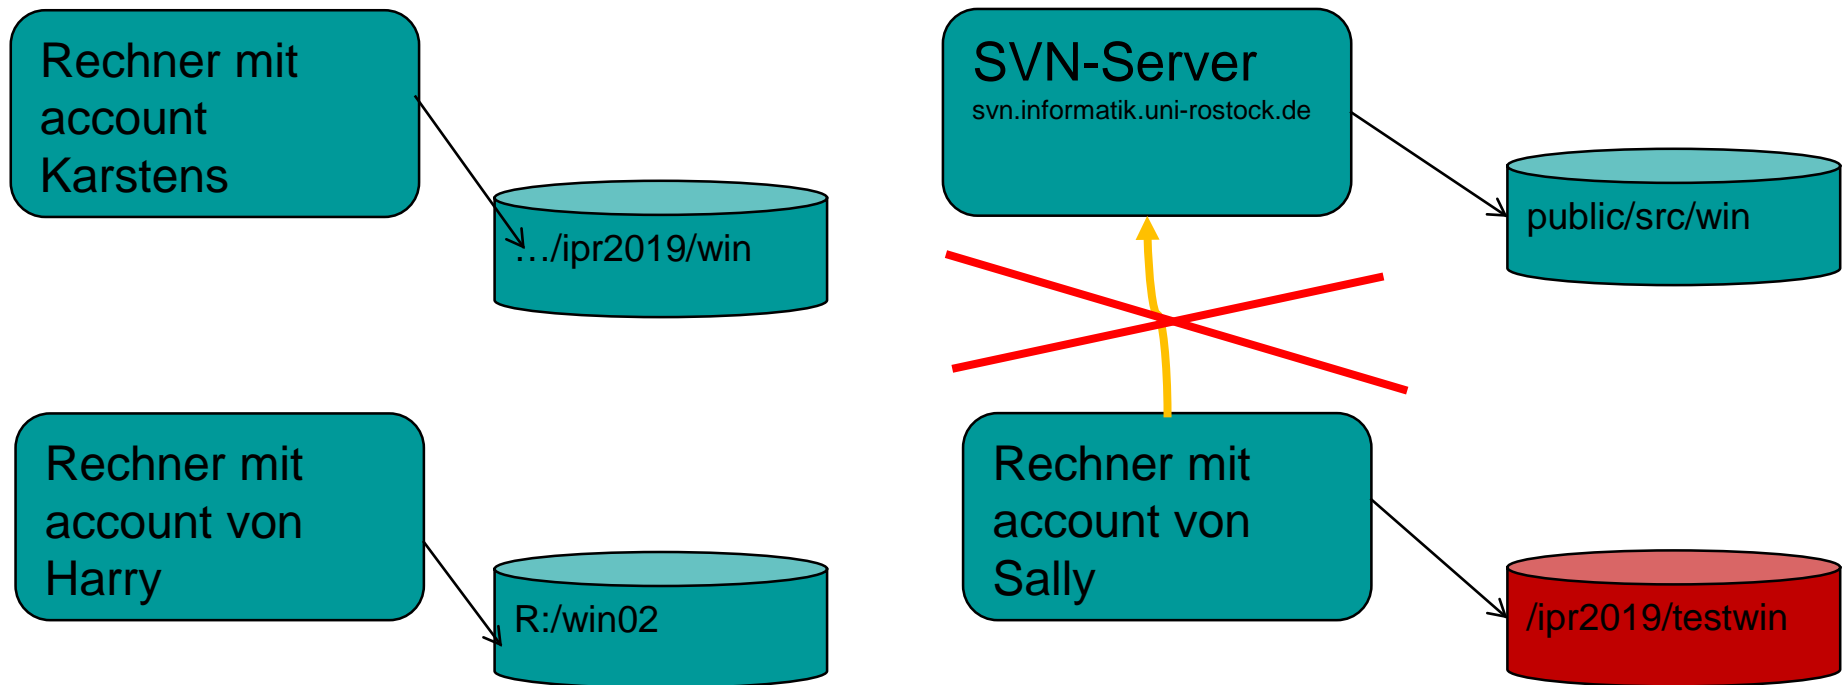 Rechner mit
account
Karstens
…/ipr2019/win
SVN-Server
svn.informatik.uni-rostock.de
public/src/win
Rechner mit
account von
Harry
R:/win02
Rechner mit
account von
Sally
/ipr2019/testwin